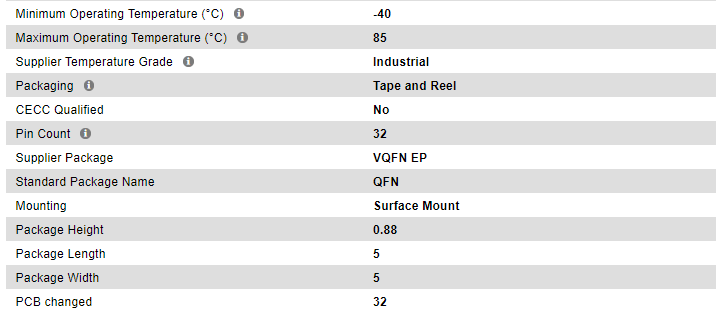 Minimum Operating Temperature (°C) -40
Maximum Operating Temperature (°C) 85
Supplier Temperature Grade Industrial
Packaging Tape and Reel
CECC Qualified No
Pin Count 32
Supplier Package VQFN EP
Standard Package Name QFN
Mounting Surface Mount
Package Height 0.88
Package Length 5
Package Width 5
PCB changed 32